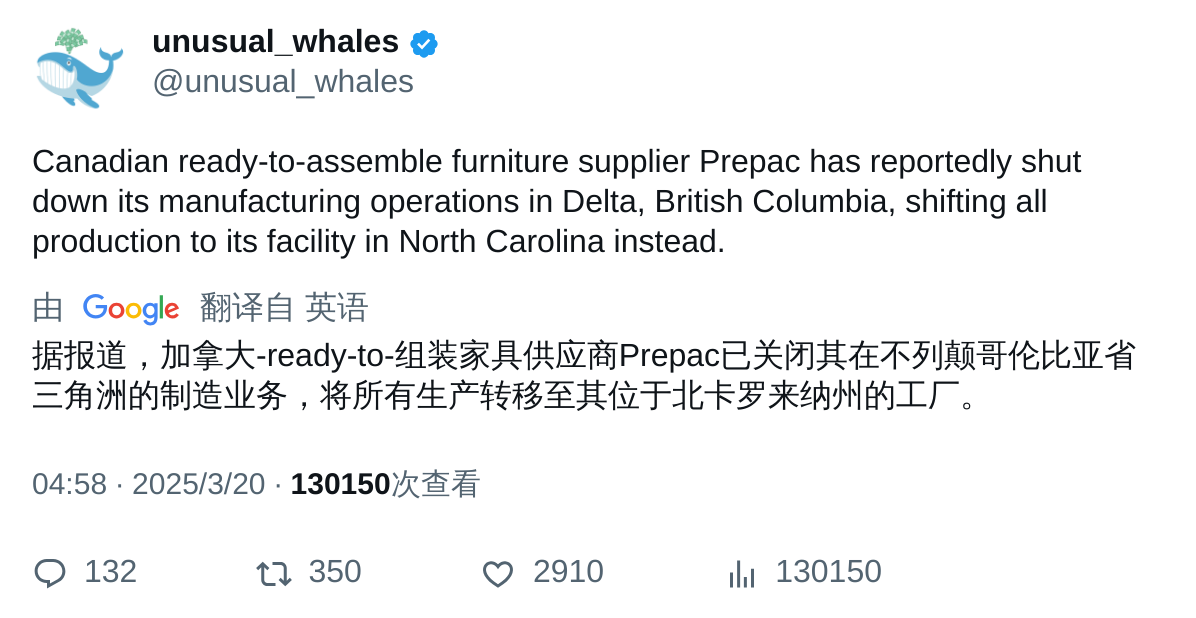 unusual_whales
@unusual_whales
Canadian ready-to-assemble furniture supplier Prepac has reportedly shut
down its manufacturing operations in Delta, British Columbia, shifting all
production to its facility in North Carolina instead.
由 Google 翻译自 英语
据报道，加拿大-ready-to-组装家具供应商Prepac已关闭其在不列颠哥伦比亚省
三角洲的制造业务，将所有生产转移至其位于北卡罗来纳州的工厂。
04:58 · 2025/3/20 · 130150次查看
132 350 2910 130150